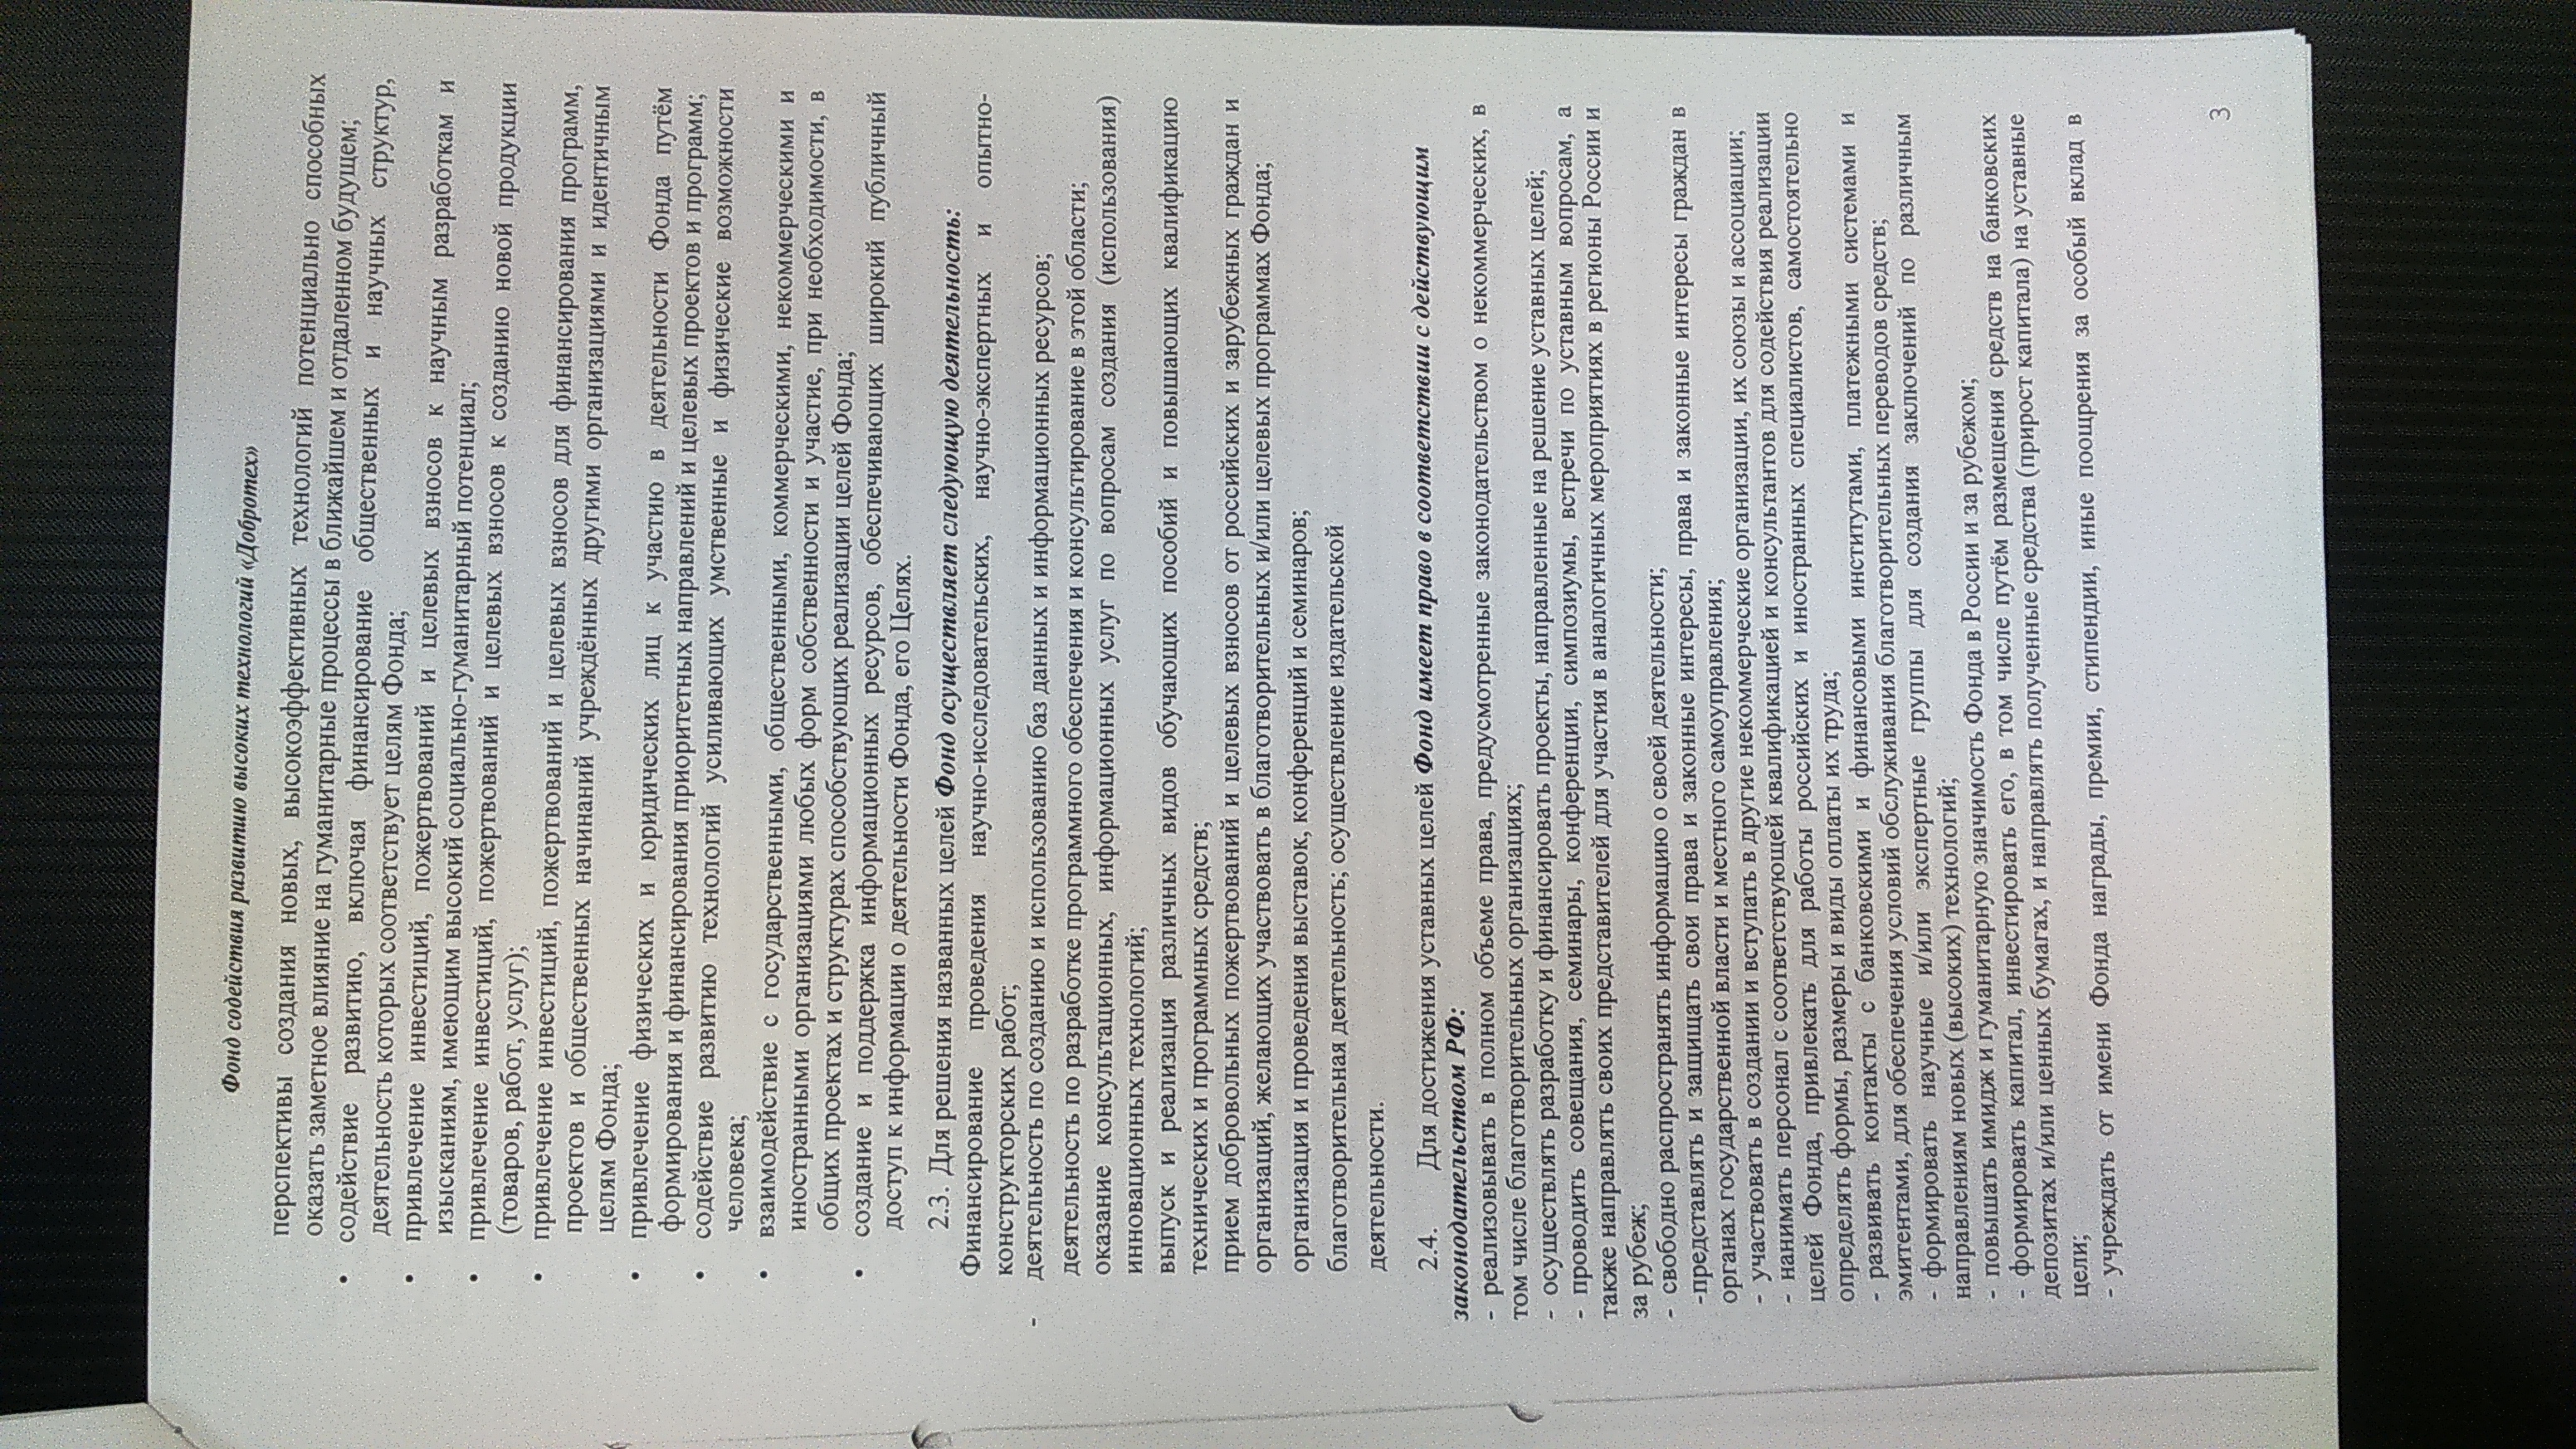 Фонд содействия развитию высоких технологий «Добротех»
перспективы создания новых, высокоэффективных технологий потенциально способных
оказать заметное влияние на гуманитарные процессы в ближайшем и отдаленном будущем;
• содействие развитию, включая финансирование общественных и научных структур,
деятельность которых соответствует целям Фонда;
• привлечение инвестиций, пожертвований и целевых взносов к научным разработкам и
изысканиям, имеющим высокий социально-гуманитарный потенциал;
• привлечение инвестиций, пожертвований и целевых взносов к созданию новой продукции
(товаров, работ, услуг);
• привлечение инвестиций, пожертвований и целевых взносов для финансирования программ,
проектов и общественных начинаний учреждённых другими организациями и идентичным
целям Фонда;
• привлечение физических и юридических лиц к участию в деятельности Фонда путём
формирования и финансирования приоритетных направлений и целевых проектов и программ;
• содействие развитию технологий усиливающих умственные и физические возможности
человека;
• взаимодействие с государственными, общественными, коммерческими, некоммерческими и
иностранными организациями любых форм собственности и участие, при необходимости, в
общих проектах и структурах способствующих реализации целей Фонда;
• создание и поддержка информационных ресурсов, обеспечивающих широкий публичный
доступ к информации о деятельности Фонда, его Целях.
2.3. Для решения названных целей Фонд осуществляет следующую деятельность:
Финансирование проведения научно-исследовательских, научно-экспертных и опытно-
конструкторских работ;
- деятельность по созданию и использованию баз данных и информационных ресурсов;
деятельность по разработке программного обеспечения и консультирование в этой области;
оказание консультационных, информационных услуг по вопросам создания (использования)
инновационных технологий;
выпуск и реализация различных видов обучающих пособий и повышающих квалификацию
технических и программных средств;
прием добровольных пожертвований и целевых взносов от российских и зарубежных граждан и
организаций, желающих участвовать в благотворительных и/или целевых программах Фонда;
организация и проведения выставок, конференций и семинаров;
благотворительная деятельность; осуществление издательской
деятельности.
2.4. Для достижения уставных целей Фонд имеет право в соответствии с действующим
законодательством РФ:
- реализовывать в полном объеме права, предусмотренные законодательством о некоммерческих, в
том числе благотворительных организациях;
- осуществлять разработку и финансировать проекты, направленные на решение уставных целей;
- проводить совещания, семинары, конференции, симпозиумы, встречи по уставным вопросам, а
также направлять своих представителей для участия в аналогичных мероприятиях в регионы России и
за рубеж;
- свободно распространять информацию о своей деятельности;
-представлять и защищать свои права и законные интересы, права и законные интересы граждан в
органах государственной власти и местного самоуправления;
- участвовать в создании и вступать в другие некоммерческие организации, их союзы и ассоциации;
- нанимать персонал с соответствующей квалификацией и консультантов для содействия реализации
целей Фонда, привлекать для работы российских и иностранных специалистов, самостоятельно
определять формы, размеры и виды оплаты их труда;
- развивать контакты с банковскими и финансовыми институтами, платежными системами и
эмитентами, для обеспечения условий обслуживания благотворительных переводов средств;
- формировать научные и/или экспертные группы для создания заключений по различным
направлениям новых (высоких) технологий;
- повышать имидж и гуманитарную значимость Фонда в России и за рубежом;
- формировать капитал, инвестировать его, в том числе путём размещения средств на банковских
депозитах и/или ценных бумагах, и направлять полученные средства (прирост капитала) на уставные
цели;
- учреждать от имени Фонда награды, премии, стипендии, иные поощрения за особый вклад в
3